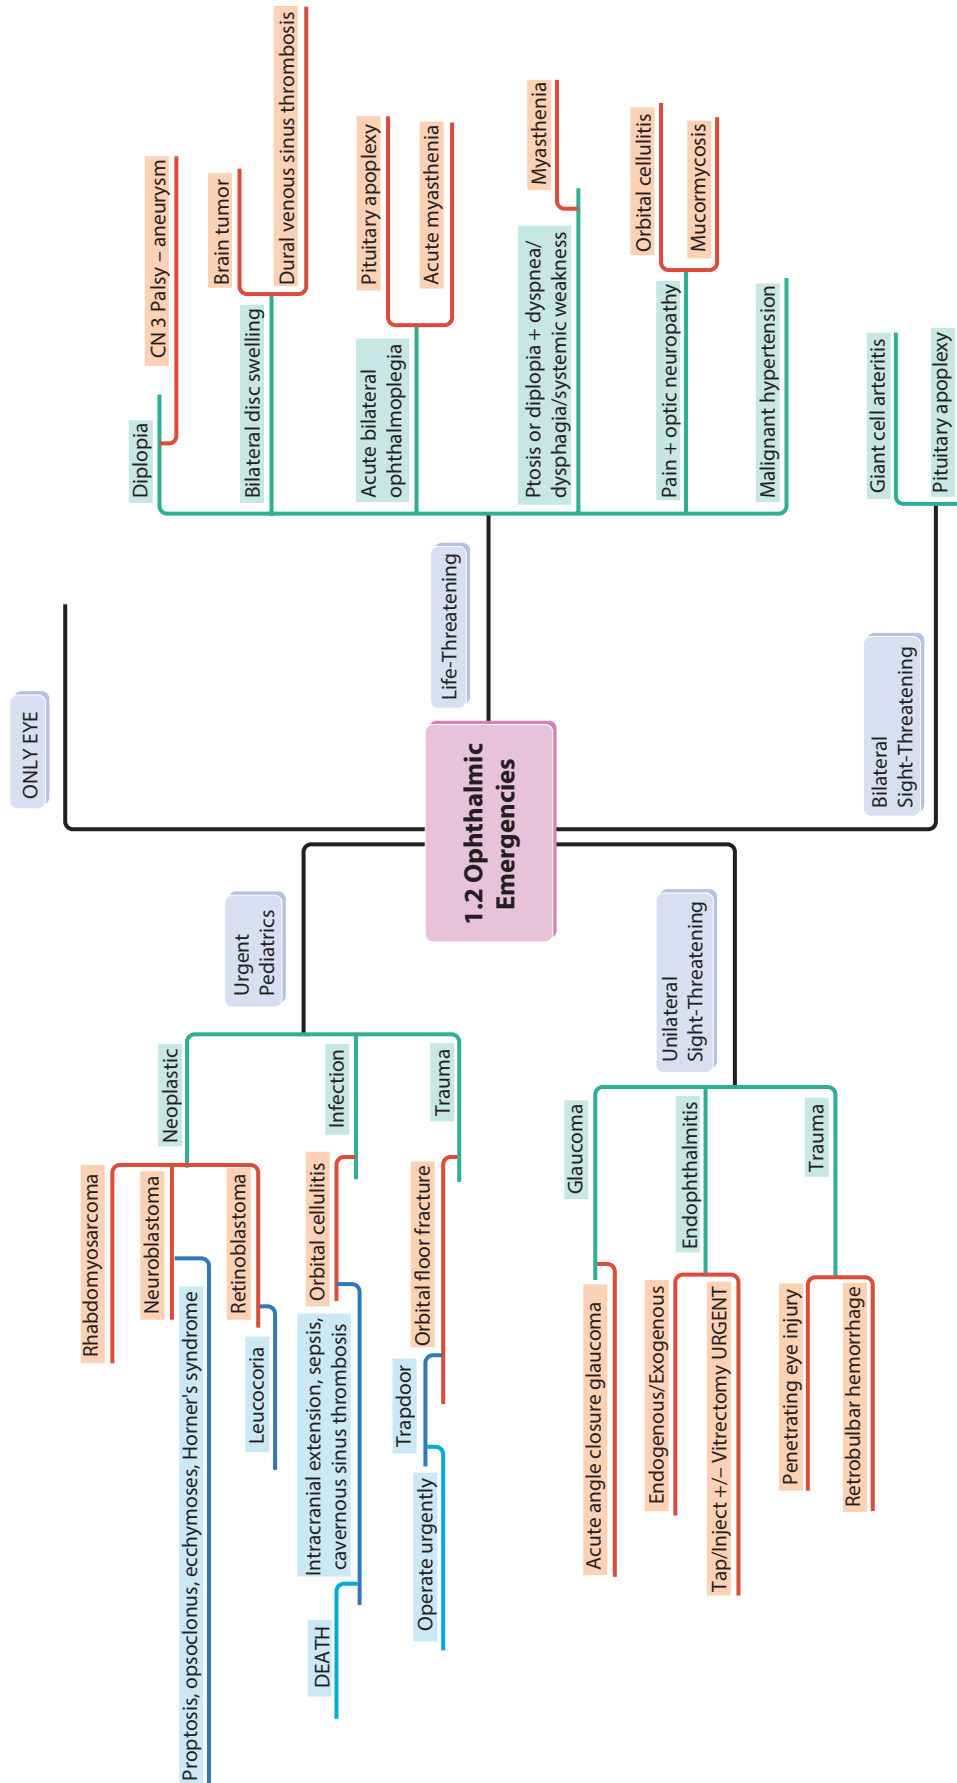 1.2 Ophthalmic
Emergencies
ONLY EYE
Life-Threatening
Diplopia
CN 3 Palsy – aneurysm
Bilateral disc swelling
Brain tumor
Dural venous sinus thrombosis
Acute bilateral
ophthalmoplegia
Pituitary apoplexy
Acute myasthenia
Ptosis or diplopia + dyspnea/
dysphagia/systemic weakness
Myasthenia
Pain + optic neuropathy
Orbital cellulitis
Mucormycosis
Malignant hypertension
Bilateral
Sight-Threatening
Giant cell arteritis
Pituitary apoplexy
Urgent
Pediatrics
Neoplastic
Rhabdomyosarcoma
Neuroblastoma
Proptosis, opsoclonus, ecchymoses, Horner's syndrome
Retinoblastoma
Leucocoria
Infection
Orbital cellulitis
Intracranial extension, sepsis,
cavernous sinus thrombosis
DEATH
Trauma
Orbital floor fracture
Trapdoor
Operate urgently
Unilateral
Sight-Threatening
Glaucoma
Acute angle closure glaucoma
Endophthalmitis
Endogenous/Exogenous
Tap/Inject +/– Vitrectomy URGENT
Trauma
Penetrating eye injury
Retrobulbar hemorrhage